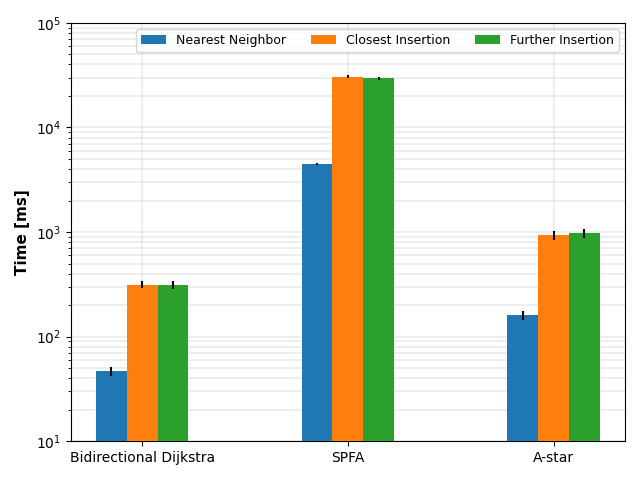 Nearest Neighbor Closest Insertion Further Insertion
10^5
10^4
10^3
10^2
10^1
Time [ms]
Bidirectional Dijkstra SPFA A-star